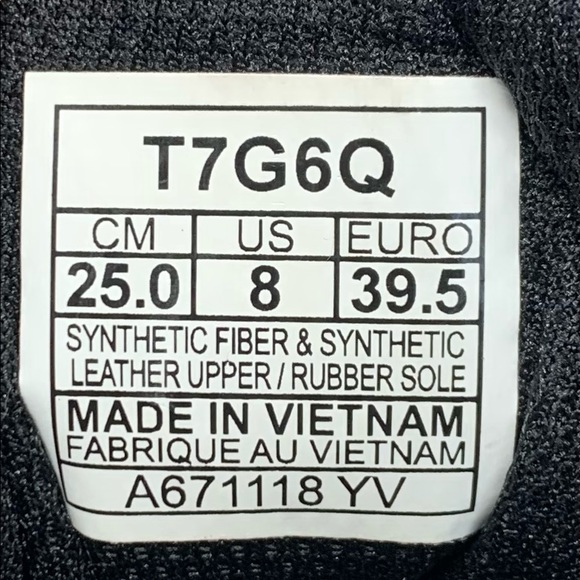 T7G6Q
CM US EURO
25.0 8 39.5
SYNTHETIC FIBER & SYNTHETIC
LEATHER UPPER / RUBBER SOLE
MADE IN VIETNAM
FABRIQUE AU VIETNAM
A671118 YV